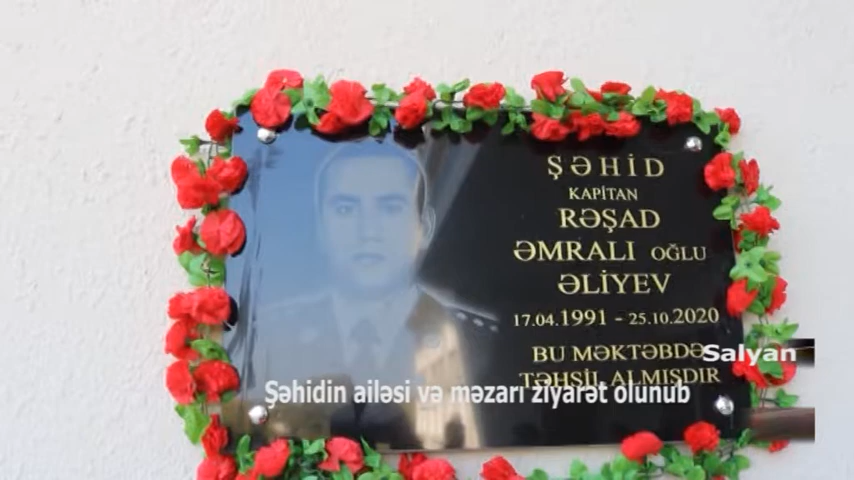 ŞƏHİD
KAPİTAN
RƏŞAD
ƏMRALI OĞLU
ƏLİYEV
17.04.1991 - 25.10.2020
BU MƏKTƏBDƏ
TƏHSİL ALMIŞDIR
Salyan
Şəhidin ailəsi və məzarı ziyarət olunub